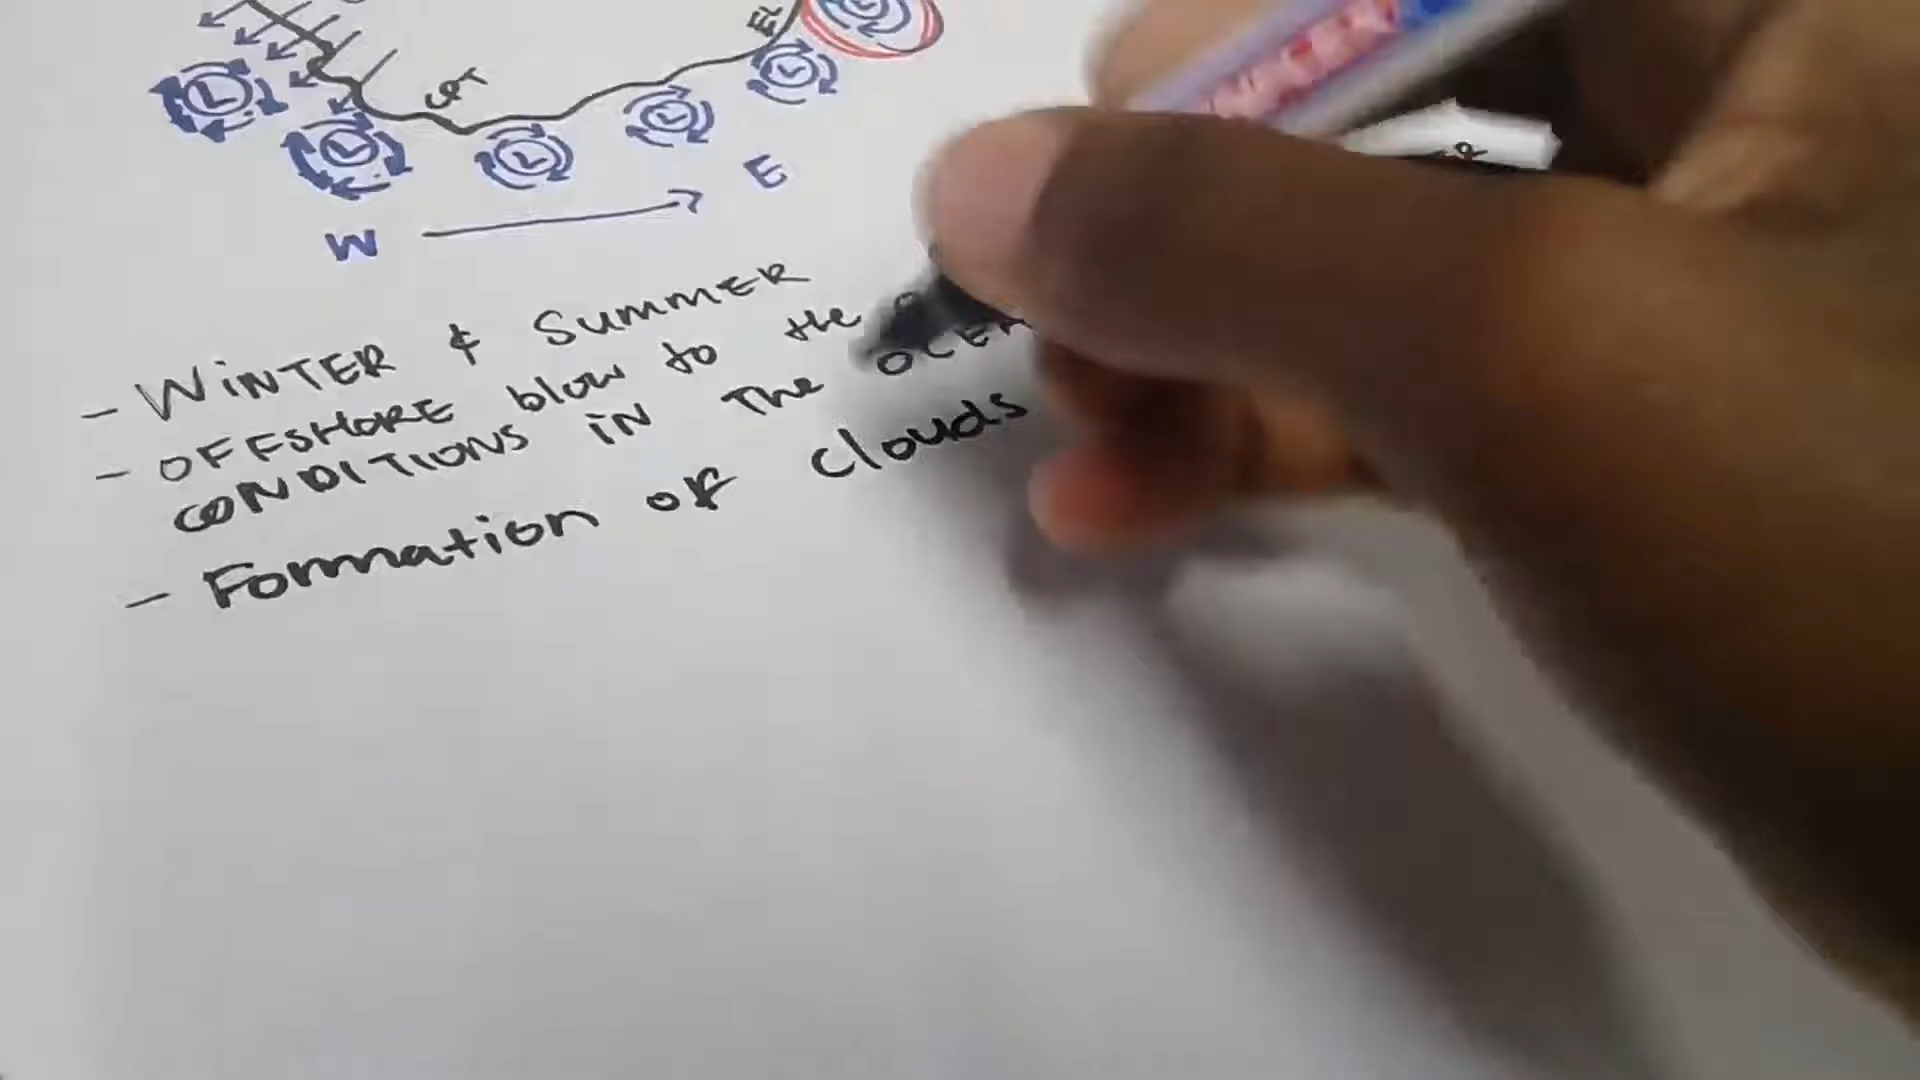 EL
L
L
L
L
L
L
CPT
E
W
- WINTER & SUMMER
- OFFSHORE blow to the
CONDITIONS IN The
- Formation of clouds